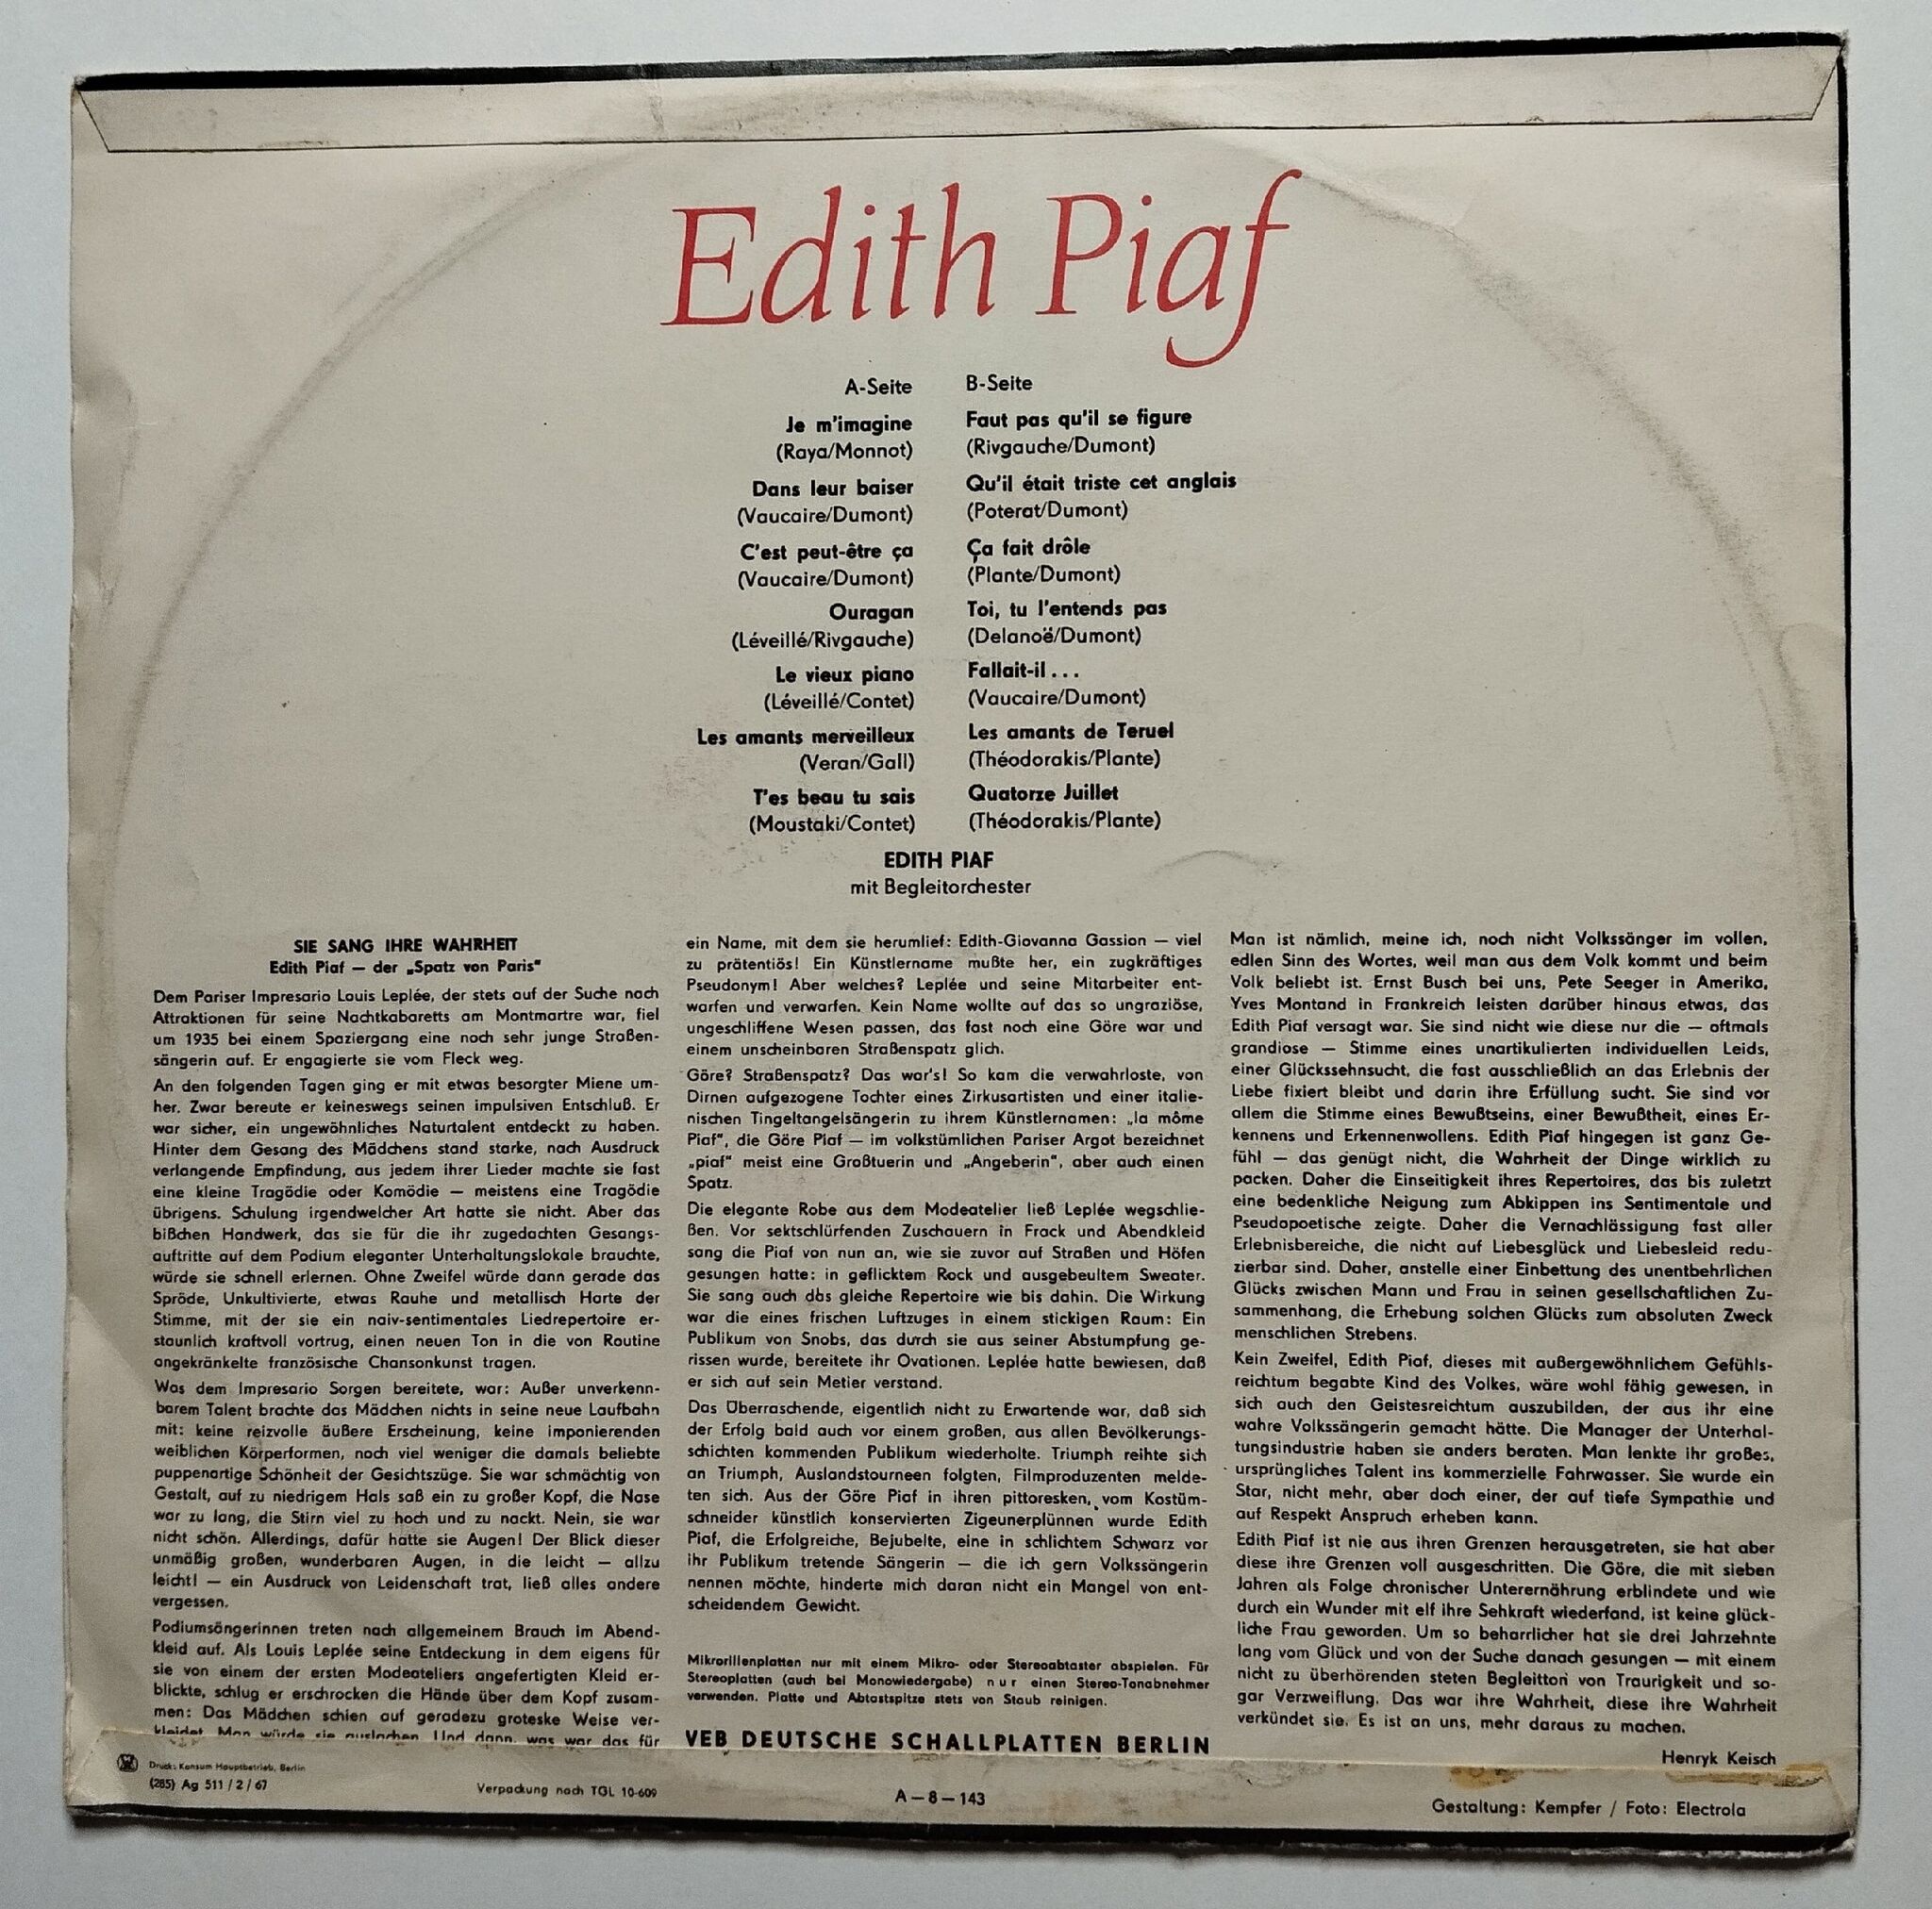 Edith Piaf
A-Seite
Je m'imagine
(Raya/Monnot)
Dans leur baiser
(Vaucaire/Dumont)
C'est peut-être ça
(Vaucaire/Dumont)
Ouragan
(Léveillé/Rivgauche)
Le vieux piano
(Léveillé/Contet)
Les amants merveilleux
(Veran/Gall)
T'es beau tu sais
(Moustaki/Contet)
B-Seite
Faut pas qu'il se figure
(Rivgauche/Dumont)
Qu'il était triste cet anglais
(Poterat/Dumont)
Ça fait drôle
(Plante/Dumont)
Toi, tu l'entends pas
(Delanoë/Dumont)
Fallait-il . . .
(Vaucaire/Dumont)
Les amants de Teruel
(Théodorakis/Plante)
Quatorze Juillet
(Théodorakis/Plante)
EDITH PIAF
mit Begleitorchester
SIE SANG IHRE WAHRHEIT
Edith Piaf — der „Spatz von Paris"
Dem Pariser Impresario Louis Leplée, der stets auf der Suche nach
Attraktionen für seine Nachtkabaretts am Montmartre war, fiel
um 1935 bei einem Spaziergang eine noch sehr junge Straßen-
sängerin auf. Er engagierte sie vom Fleck weg.
An den folgenden Tagen ging er mit etwas besorgter Miene um-
her. Zwar bereute er keineswegs seinen impulsiven Entschluß. Er
war sicher, ein ungewöhnliches Naturtalent entdeckt zu haben.
Hinter dem Gesang des Mädchens stand starke, nach Ausdruck
verlangende Empfindung, aus jedem ihrer Lieder machte sie fast
eine kleine Tragödie oder Komödie — meistens eine Tragödie
übrigens. Schulung irgendwelcher Art hatte sie nicht. Aber das
bißchen Handwerk, das sie für die ihr zugedachten Gesangs-
auftritte auf dem Podium eleganter Unterhaltungslokale brauchte,
würde sie schnell erlernen. Ohne Zweifel würde dann gerade das
Spröde, Unkultivierte, etwas Rauhe und metallisch Harte der
Stimme, mit der sie ein naiv-sentimentales Liedrepertoire er-
staunlich kraftvoll vortrug, einen neuen Ton in die von Routine
angekränkelte französische Chansonkunst tragen.
Was dem Impresario Sorgen bereitete, war: Außer unverkenn-
barem Talent brachte das Mädchen nichts in seine neue Laufbahn
mit: keine reizvolle äußere Erscheinung, keine imponierenden
weiblichen Körperformen, noch viel weniger die damals beliebte
puppenartige Schönheit der Gesichtszüge. Sie war schmächtig von
Gestalt, auf zu niedrigem Hals saß ein zu großer Kopf, die Nase
war zu lang, die Stirn viel zu hoch und zu nackt. Nein, sie war
nicht schön. Allerdings, dafür hatte sie Augen! Der Blick dieser
unmäßig großen, wunderbaren Augen, in die leicht — allzu
leicht! — ein Ausdruck von Leidenschaft trat, ließ alles andere
vergessen.
Podiumsängerinnen treten nach allgemeinem Brauch im Abend-
kleid auf. Als Louis Leplée seine Entdeckung in dem eigens für
sie von einem der ersten Modeateliers angefertigten Kleid er-
blickte, schlug er erschrocken die Hände über dem Kopf zusam-
men: Das Mädchen schien auf geradezu groteske Weise ver-
kleidet. Man würde sie auslachen. Und dann, was war das für
ein Name, mit dem sie herumlief: Edith-Giovanna Gassion — viel
zu prätentiös! Ein Künstlername mußte her, ein zugkräftiges
Pseudonym! Aber welches? Leplée und seine Mitarbeiter ent-
warfen und verwarfen. Kein Name wollte auf das so ungraziöse,
ungeschliffene Wesen passen, das fast noch eine Göre war und
einem unscheinbaren Straßenspatz glich.
Göre? Straßenspatz? Das war's! So kam die verwahrloste, von
Dirnen aufgezogene Tochter eines Zirkusartisten und einer italie-
nischen Tingeltangelsängerin zu ihrem Künstlernamen: „la môme
Piaf", die Göre Piaf — im volkstümlichen Pariser Argot bezeichnet
„piaf" meist eine Großtuerin und „Angeberin", aber auch einen
Spatz.
Die elegante Robe aus dem Modeatelier ließ Leplée wegschlie-
ßen. Vor sektschlürfenden Zuschauern in Frack und Abendkleid
sang die Piaf von nun an, wie sie zuvor auf Straßen und Höfen
gesungen hatte: in geflicktem Rock und ausgebeultem Sweater.
Sie sang auch das gleiche Repertoire wie bis dahin. Die Wirkung
war die eines frischen Luftzuges in einem stickigen Raum: Ein
Publikum von Snobs, das durch sie aus seiner Abstumpfung ge-
rissen wurde, bereitete ihr Ovationen. Leplée hatte bewiesen, daß
er sich auf sein Metier verstand.
Das Überraschende, eigentlich nicht zu Erwartende war, daß sich
der Erfolg bald auch vor einem großen, aus allen Bevölkerungs-
schichten kommenden Publikum wiederholte. Triumph reihte sich
an Triumph, Auslandstourneen folgten, Filmproduzenten melde-
ten sich. Aus der Göre Piaf in ihren pittoresken, vom Kostüm-
schneider künstlich konservierten Zigeunerplünnen wurde Edith
Piaf, die Erfolgreiche, Bejubelte, eine in schlichtem Schwarz vor
ihr Publikum tretende Sängerin — die ich gern Volkssängerin
nennen möchte, hinderte mich daran nicht ein Mangel von ent-
scheidendem Gewicht.
Mikrorillenplatten nur mit einem Mikro- oder Stereoabtaster abspielen. Für
Stereoplatten (auch bei Monowiedergabe) nur einen Stereo-Tonabnehmer
verwenden. Platte und Abtastspitze stets von Staub reinigen.
VEB DEUTSCHE SCHALLPLATTEN BERLIN
Man ist nämlich, meine ich, noch nicht Volkssänger im vollen,
edlen Sinn des Wortes, weil man aus dem Volk kommt und beim
Volk beliebt ist. Ernst Busch bei uns, Pete Seeger in Amerika,
Yves Montand in Frankreich leisten darüber hinaus etwas, das
Edith Piaf versagt war. Sie sind nicht wie diese nur die — oftmals
grandiose — Stimme eines unartikulierten individuellen Leids,
einer Glückssehnsucht, die fast ausschließlich an das Erlebnis der
Liebe fixiert bleibt und darin ihre Erfüllung sucht. Sie sind vor
allem die Stimme eines Bewußtseins, einer Bewußtheit, eines Er-
kennens und Erkennenwollens. Edith Piaf hingegen ist ganz Ge-
fühl — das genügt nicht, die Wahrheit der Dinge wirklich zu
packen. Daher die Einseitigkeit ihres Repertoires, das bis zuletzt
eine bedenkliche Neigung zum Abkippen ins Sentimentale und
Pseudopoetische zeigte. Daher die Vernachlässigung fast aller
Erlebnisbereiche, die nicht auf Liebesglück und Liebesleid redu-
zierbar sind. Daher, anstelle einer Einbettung des unentbehrlichen
Glücks zwischen Mann und Frau in seinen gesellschaftlichen Zu-
sammenhang, die Erhebung solchen Glücks zum absoluten Zweck
menschlichen Strebens.
Kein Zweifel, Edith Piaf, dieses mit außergewöhnlichem Gefühls-
reichtum begabte Kind des Volkes, wäre wohl fähig gewesen, in
sich auch den Geistesreichtum auszubilden, der aus ihr eine
wahre Volkssängerin gemacht hätte. Die Manager der Unterhal-
tungsindustrie haben sie anders beraten. Man lenkte ihr großes,
ursprüngliches Talent ins kommerzielle Fahrwasser. Sie wurde ein
Star, nicht mehr, aber doch einer, der auf tiefe Sympathie und
auf Respekt Anspruch erheben kann.
Edith Piaf ist nie aus ihren Grenzen herausgetreten, sie hat aber
diese ihre Grenzen voll ausgeschritten. Die Göre, die mit sieben
Jahren als Folge chronischer Unterernährung erblindete und wie
durch ein Wunder mit elf ihre Sehkraft wiederfand, ist keine glück-
liche Frau geworden. Um so beharrlicher hat sie drei Jahrzehnte
lang vom Glück und von der Suche danach gesungen — mit einem
nicht zu überhörenden steten Begleitton von Traurigkeit und so-
gar Verzweiflung. Das war ihre Wahrheit, diese ihre Wahrheit
verkündet sie. Es ist an uns, mehr daraus zu machen.
Henryk Keisch
Druck: Konsum Hauptbetrieb, Berlin
(285) Ag 511/2/67
Verpackung nach TGL 10-609
A — 8 — 143
Gestaltung: Kempfer / Foto: Electrola